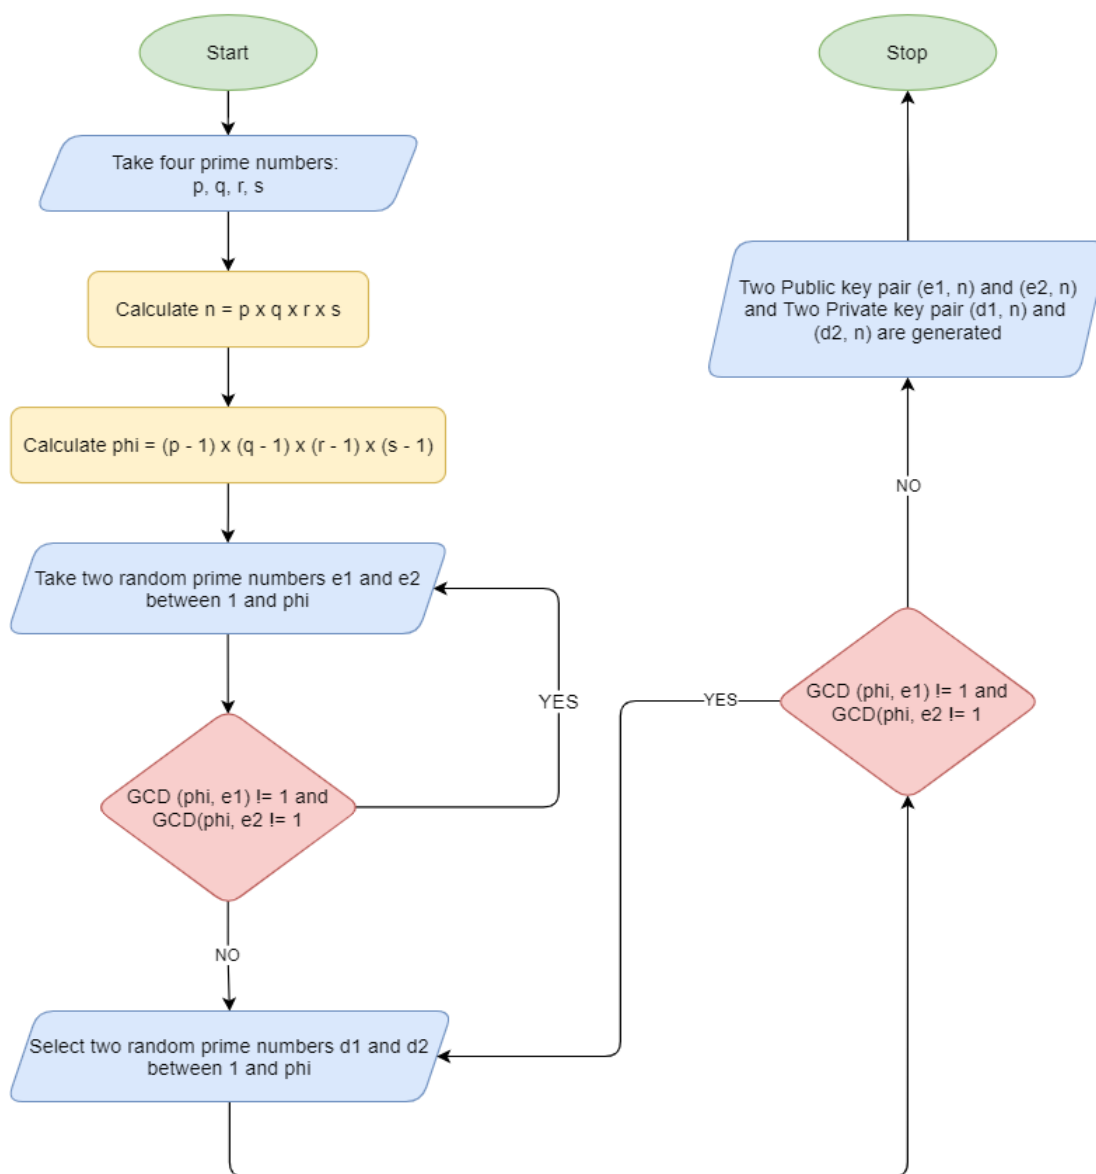 Start
Take four prime numbers:
p, q, r, s
Calculate n = p x q x r x s
Calculate phi = (p - 1) x (q - 1) x (r - 1) x (s - 1)
Take two random prime numbers e1 and e2
between 1 and phi
YES
GCD (phi, e1) != 1 and
GCD(phi, e2 != 1
NO
Select two random prime numbers d1 and d2
between 1 and phi
YES
GCD (phi, e1) != 1 and
GCD(phi, e2 != 1
NO
Two Public key pair (e1, n) and (e2, n)
and Two Private key pair (d1, n) and
(d2, n) are generated
Stop